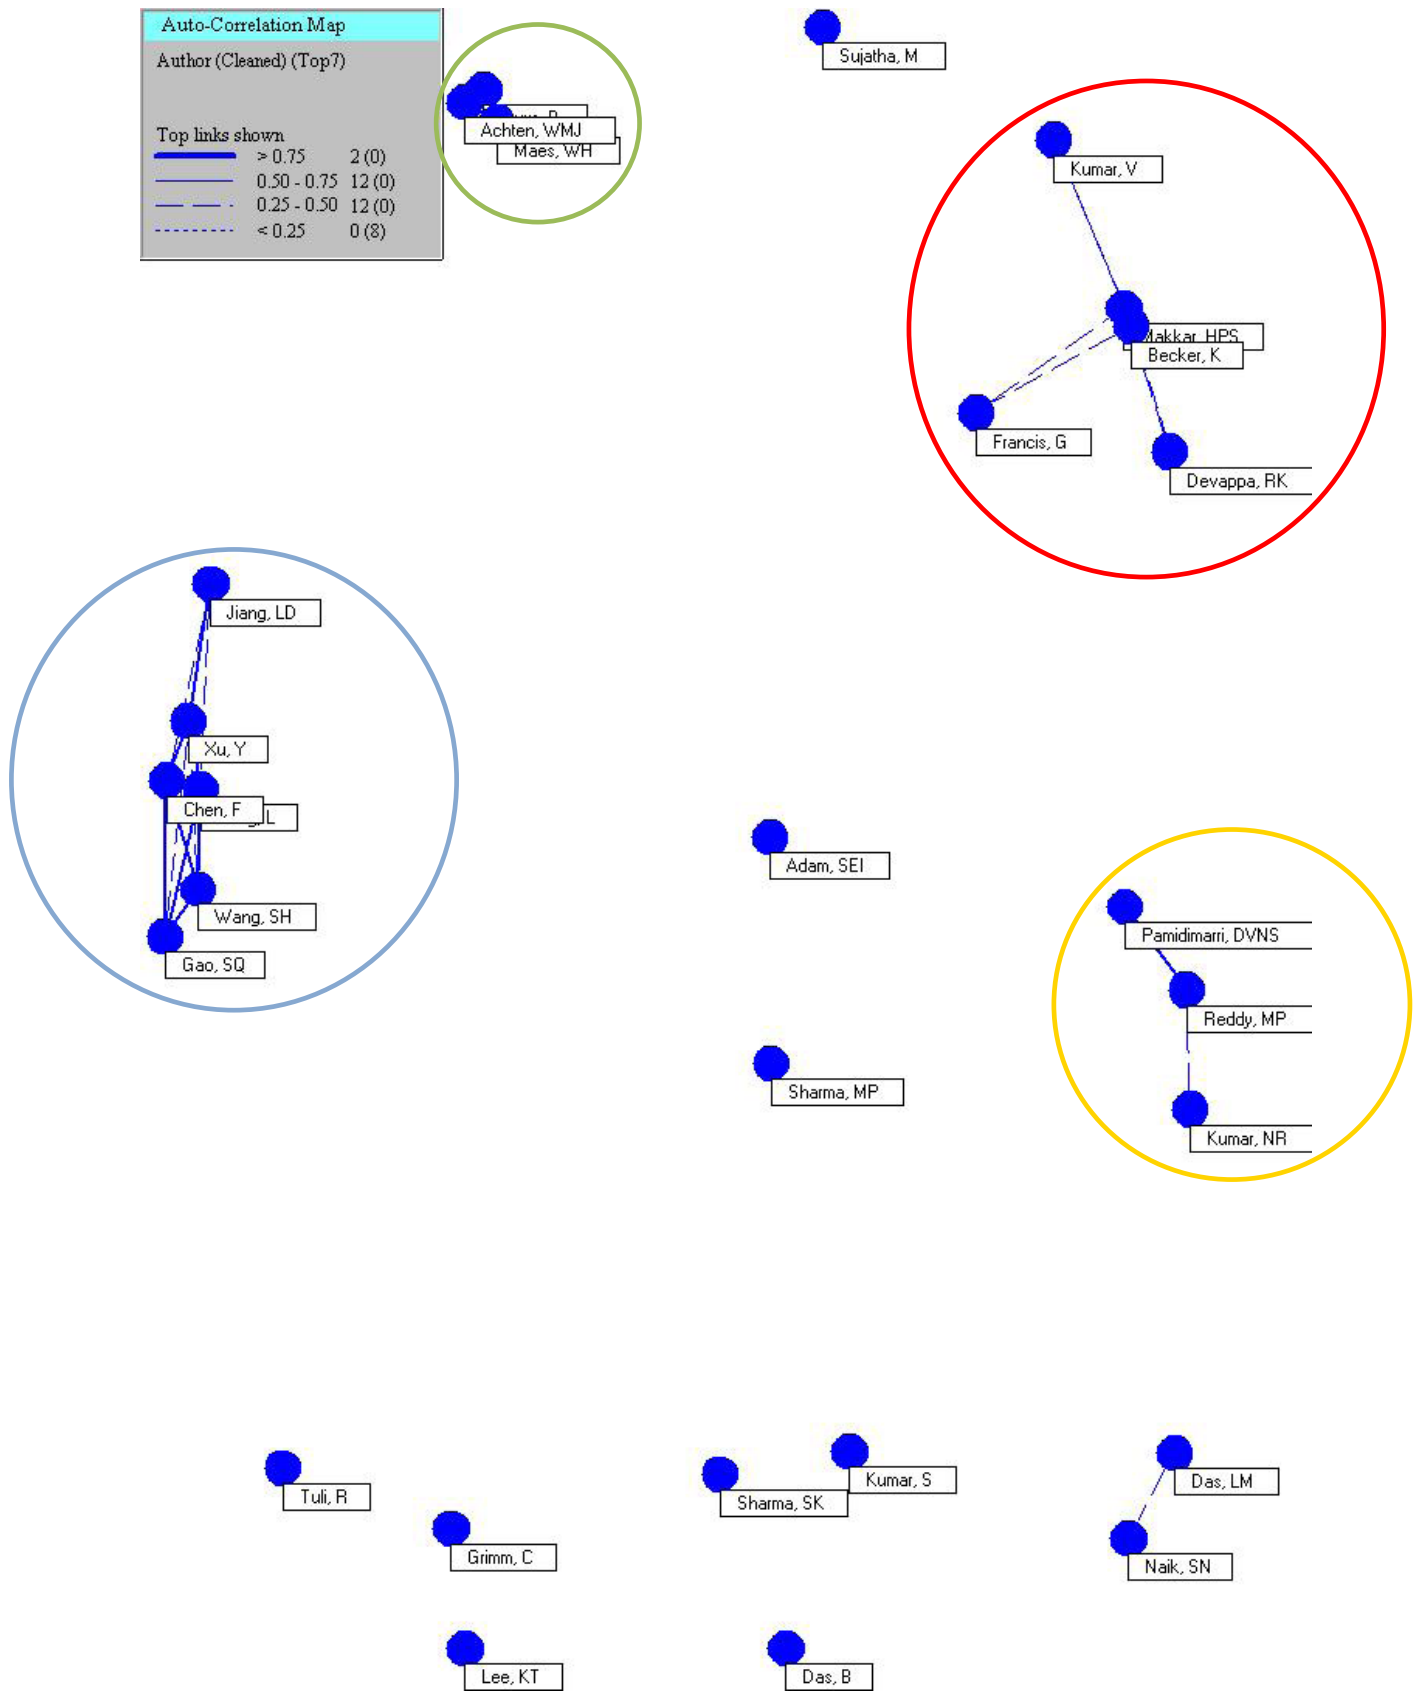 Auto-Correlation Map
Author (Cleaned) (Top7)
Top links shown
> 0.75 2 (0)
0.50 - 0.75 12 (0)
0.25 - 0.50 12 (0)
< 0.25 0 (8)
Achten, WMJ
Maes, WH
Sujatha, M
Kumar, V
Makkar, HPS
Becker, K
Francis, G
Devappa, RK
Jiang, LD
Xu, Y
Chen, F
Wang, SH
Gao, SQ
Adam, SEI
Pamidimarri, DVNS
Reddy, MP
Sharma, MP
Kumar, NR
Tuli, R
Grimm, C
Sharma, SK
Kumar, S
Das, LM
Naik, SN
Lee, KT
Das, B